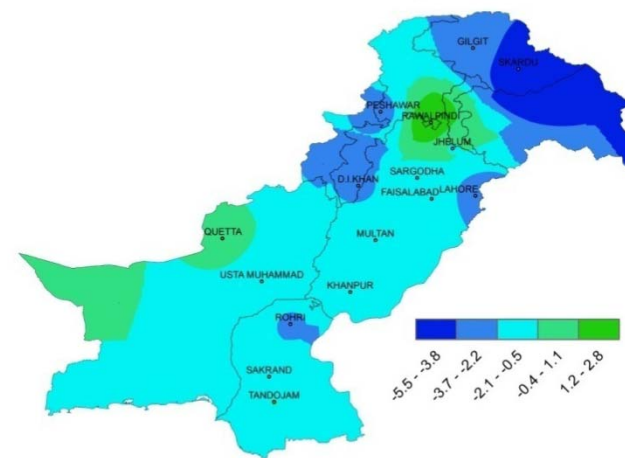 GILGIT
SKARDU
PESHAWAR
RAWALPINDI
JHBLUM
SARGODHA
D.I.KHAN
FAISALABAD
LAHORE
QUETTA
MULTAN
USTA MUHAMMAD
KHANPUR
ROHRI
SAKRAND
TANDOJAM
-5.5 - -3.8
-3.7 - -2.2
-2.1 - -0.5
-0.4 - 1.1
1.2 - 2.8